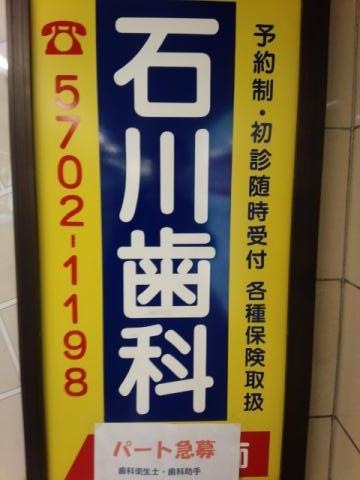 予約制・初診随時受付 各種保険取扱
石川歯科
☎5702-1198
パート急募
歯科衛生士・歯科助手